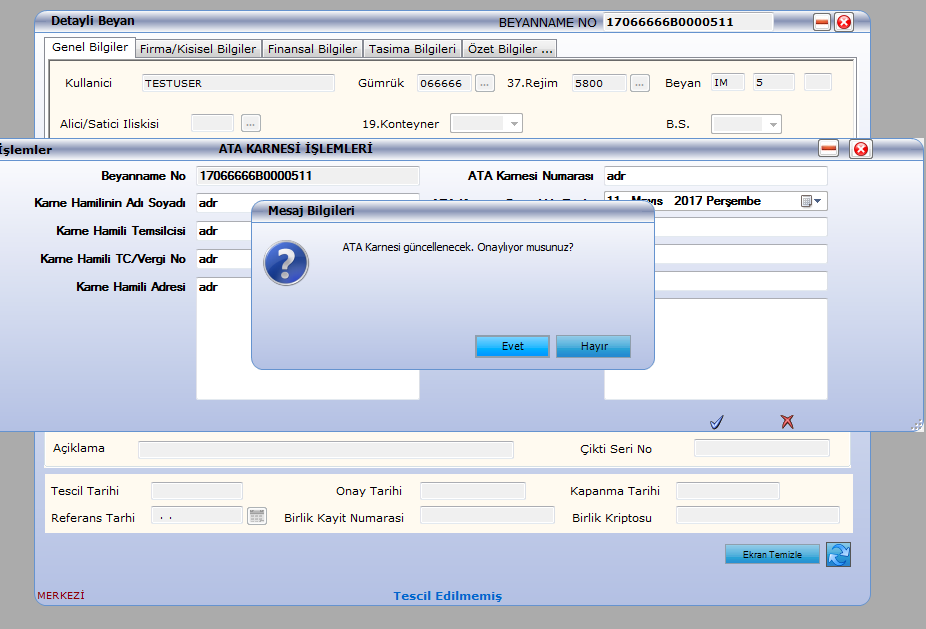 Detayli Beyan
BEYANNAME NO 17066666B0000511
Genel Bilgiler Firma/Kisisel Bilgiler Finansal Bilgiler Tasima Bilgileri Özet Bilgiler ...
Kullanici TESTUSER Gümrük 066666 ... 37.Rejim 5800 ... Beyan IM 5
Alici/Satici Iliskisi ... 19.Konteyner B.S.
İşlemler ATA KARNESİ İŞLEMLERİ
Beyanname No 17066666B0000511 ATA Karnesi Numarası adr
Karne Hamilinin Adı Soyadı adr 11 Mayıs 2017 Perşembe
Karne Hamili Temsilcisi adr
Karne Hamili TC/Vergi No adr
Karne Hamili Adresi adr
Mesaj Bilgileri
ATA Karnesi güncellenecek. Onaylıyor musunuz?
Evet Hayır
Açiklama Çikti Seri No
Tescil Tarihi Onay Tarihi Kapanma Tarihi
Referans Tarhi . . Birlik Kayit Numarasi Birlik Kriptosu
Ekran Temizle
MERKEZİ Tescil Edilmemiş